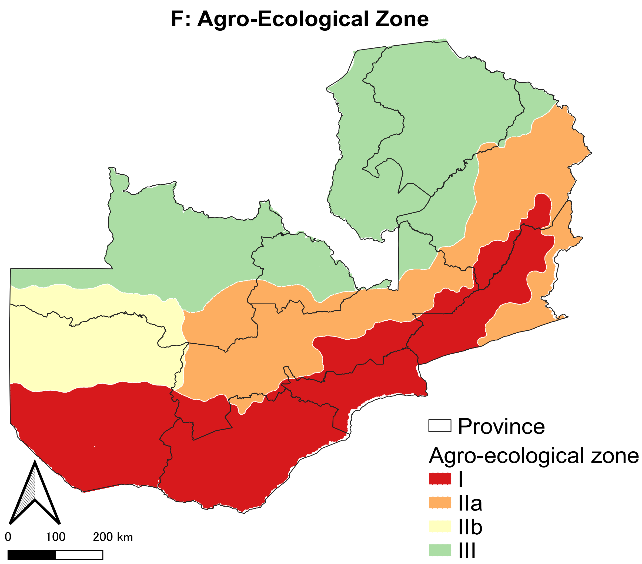 F: Agro-Ecological Zone
Province
Agro-ecological zone
I
IIa
IIb
III
0 100 200 km